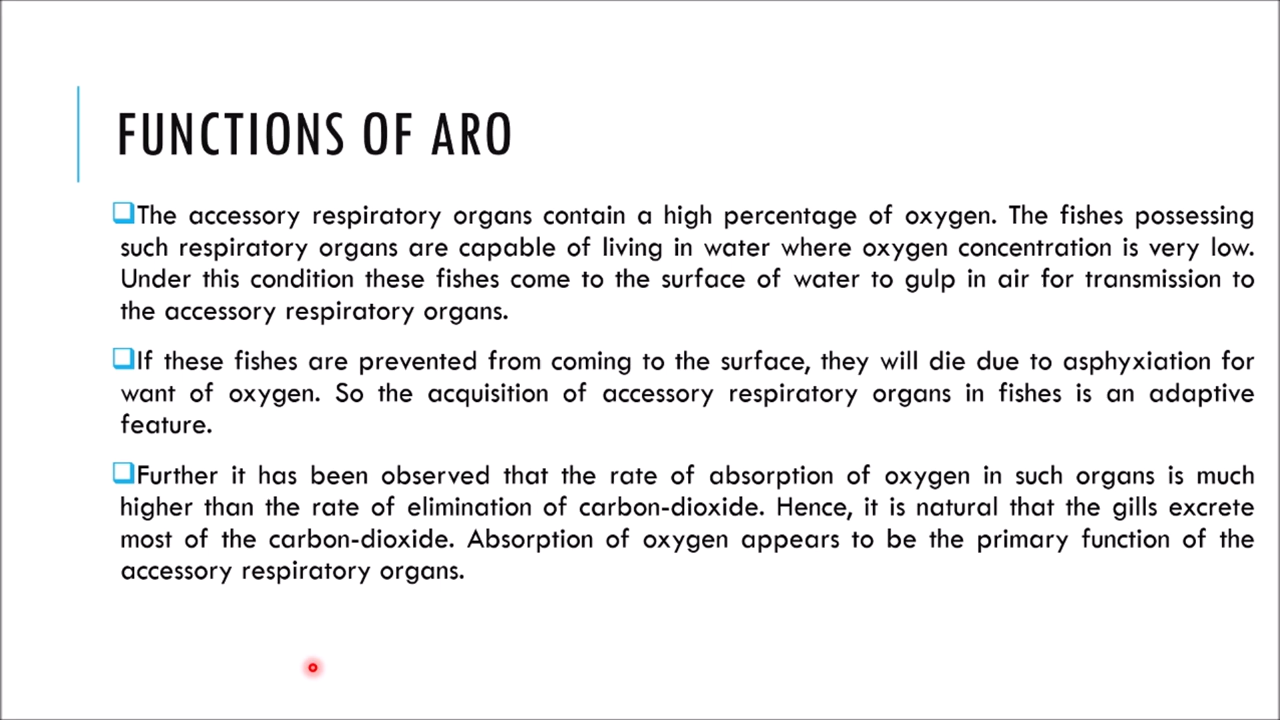 FUNCTIONS OF ARO
The accessory respiratory organs contain a high percentage of oxygen. The fishes possessing
such respiratory organs are capable of living in water where oxygen concentration is very low.
Under this condition these fishes come to the surface of water to gulp in air for transmission to
the accessory respiratory organs.
If these fishes are prevented from coming to the surface, they will die due to asphyxiation for
want of oxygen. So the acquisition of accessory respiratory organs in fishes is an adaptive
feature.
Further it has been observed that the rate of absorption of oxygen in such organs is much
higher than the rate of elimination of carbon-dioxide. Hence, it is natural that the gills excrete
most of the carbon-dioxide. Absorption of oxygen appears to be the primary function of the
accessory respiratory organs.